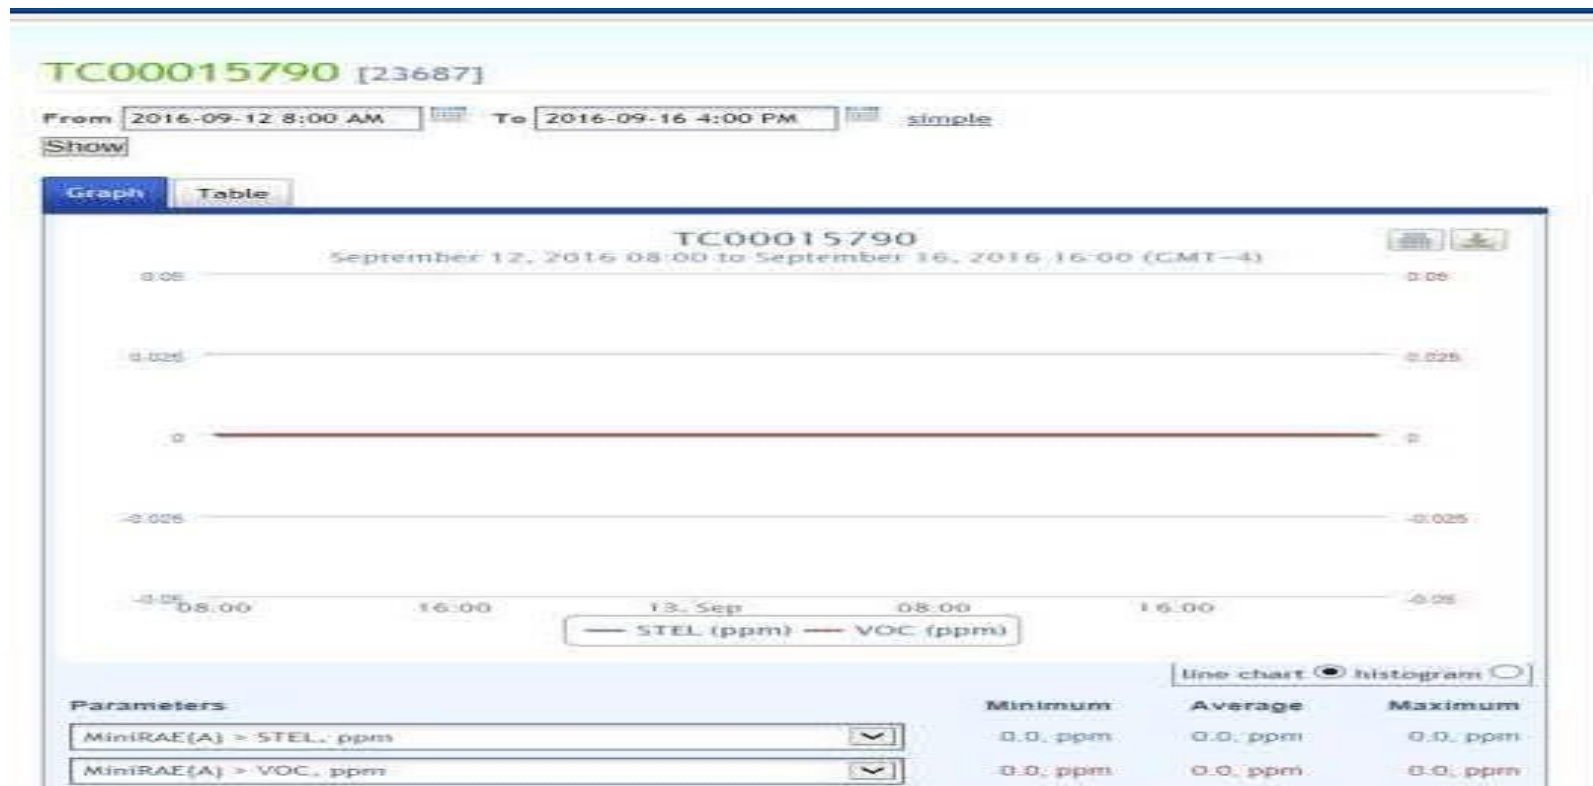 TC00015790 [23687]
From 2016-09-12 8:00 AM To 2016-09-16 4:00 PM simple
Show
Graph Table
TC00015790
September 12, 2016 08:00 to September 16, 2016 16:00 (GMT-4)
0.05 0.05
0.025 0.025
0 0
-0.025 -0.025
-0.05 -0.05
08:00 16:00 13. Sep 08:00 16:00
STEL (ppm) VOC (ppm)
line chart histogram
Parameters Minimum Average Maximum
MiniRAE(A) > STEL, ppm 0.0, ppm 0.0, ppm 0.0, ppm
MiniRAE(A) > VOC, ppm 0.0, ppm 0.0, ppm 0.0, ppm